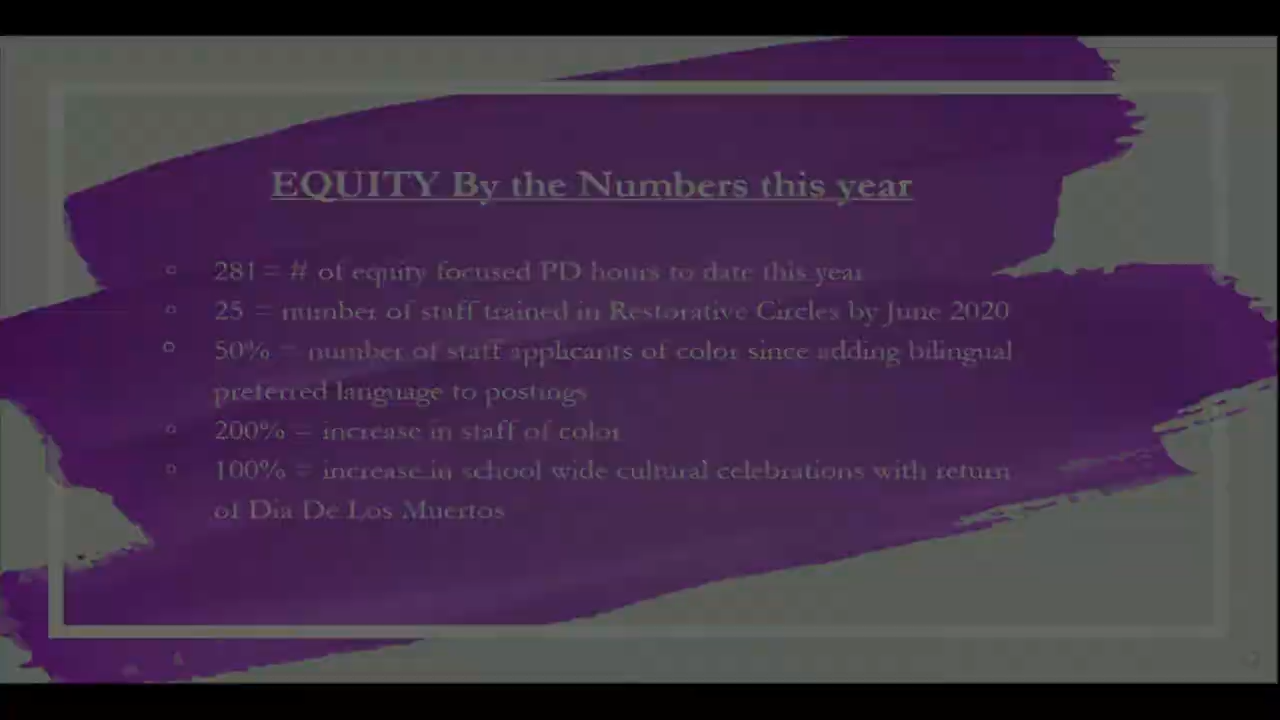 EQUITY By the Numbers this year
281 = # of equity focused PD hours to date this year
25 = number of staff trained in Restorative Circles by June 2020
50% = number of staff applicants of color since adding bilingual
preferred language to postings
200% = increase in staff of color
100% = increase in school wide cultural celebrations with return
of Dia De Los Muertos